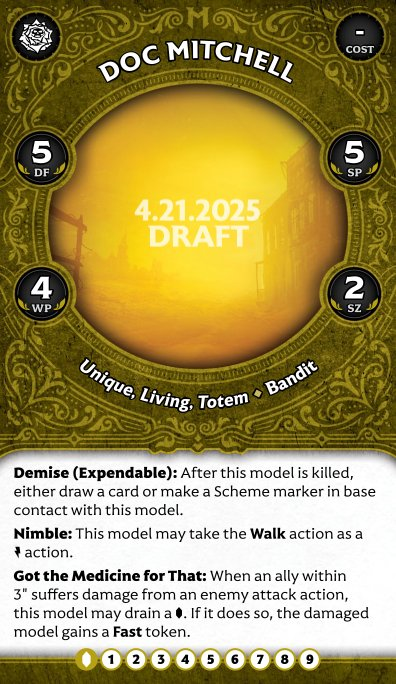 DOC MITCHELL
-
COST
5
DF
5
SP
4.21.2025
DRAFT
4
WP
2
SZ
Unique, Living, Totem ⬥ Bandit
Demise (Expendable): After this model is killed,
either draw a card or make a Scheme marker in base
contact with this model.
Nimble: This model may take the Walk action as a
action.
Got the Medicine for That: When an ally within
3" suffers damage from an enemy attack action,
this model may drain a . If it does so, the damaged
model gains a Fast token.
1 2 3 4 5 6 7 8 9